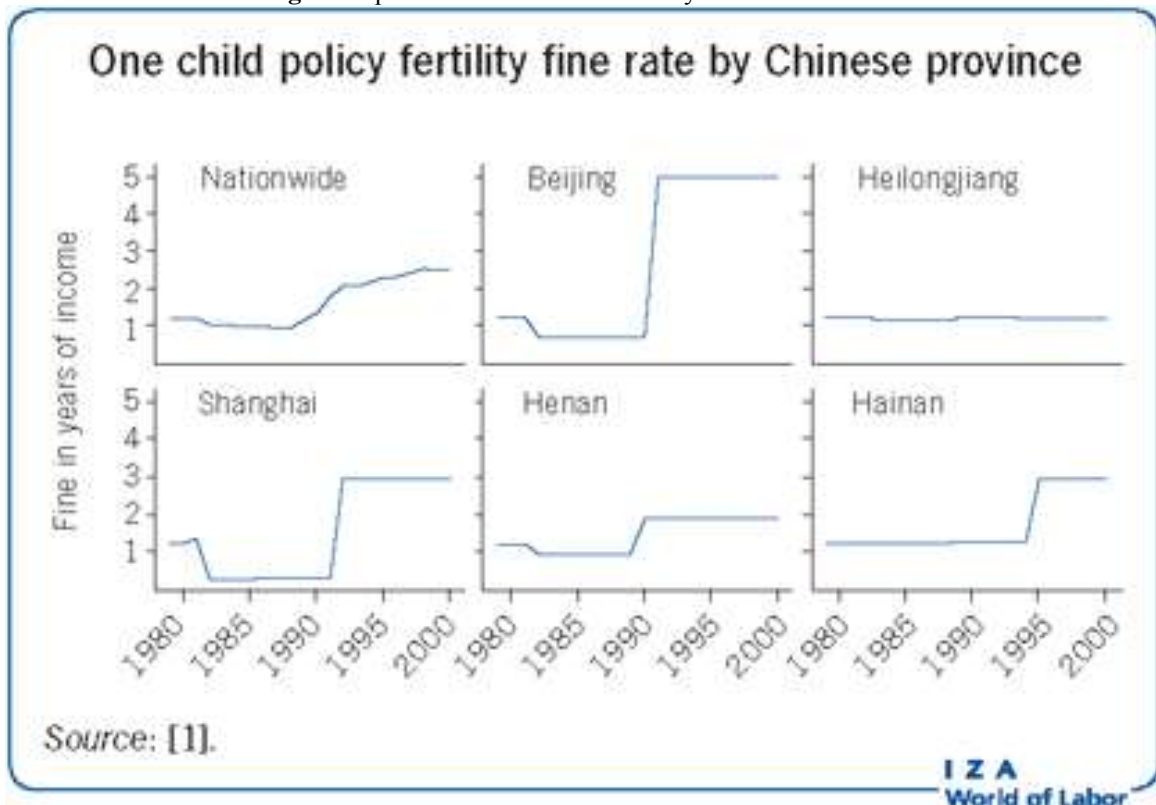 One child policy fertility fine rate by Chinese province
Fine in years of income
5
4
3
2
1
Nationwide
Beijing
Heilongjiang
5
4
3
2
1
Shanghai
Henan
Hainan
1980 1985 1990 1995 2000 1980 1985 1990 1995 2000 1980 1985 1990 1995 2000
Source: [1].
I Z A
World of Labor